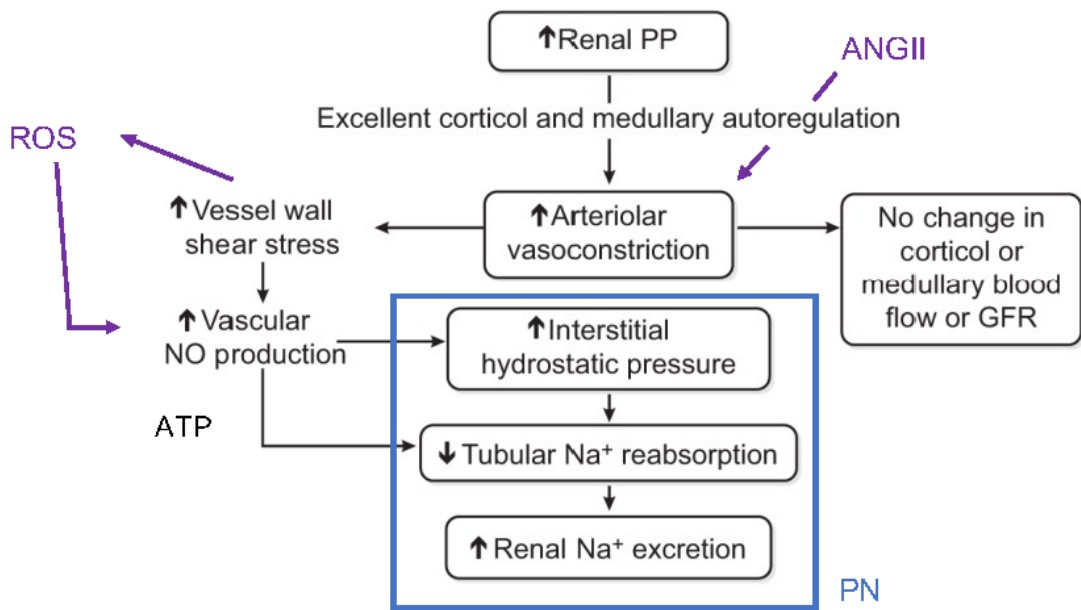 ↑Renal PP
ANGII
Excellent corticol and medullary autoregulation
ROS
↑Vessel wall
shear stress
↑Arteriolar
vasoconstriction
No change in
corticol or
medullary blood
flow or GFR
↑Vascular
NO production
↑Interstitial
hydrostatic pressure
ATP
↓Tubular Na⁺ reabsorption
↑Renal Na⁺ excretion
PN